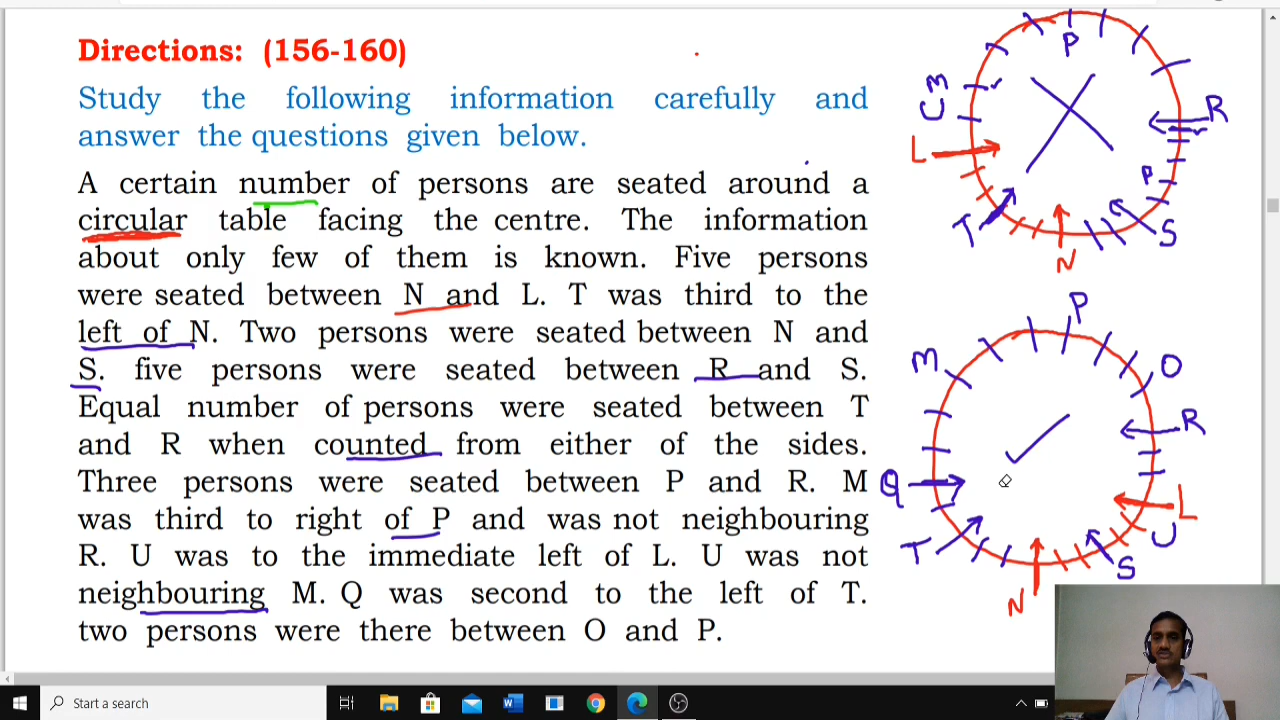 Directions: (156-160)
Study the following information carefully and
answer the questions given below.
A certain number of persons are seated around a
circular table facing the centre. The information
about only few of them is known. Five persons
were seated between N and L. T was third to the
left of N. Two persons were seated between N and
S. five persons were seated between R and S.
Equal number of persons were seated between T
and R when counted from either of the sides.
Three persons were seated between P and R. M
was third to right of P and was not neighbouring
R. U was to the immediate left of L. U was not
neighbouring M. Q was second to the left of T.
two persons were there between O and P.
P
M
U
R
L
P
T
S
N
P
M
O
R
Q
L
U
T
S
N
Start a search